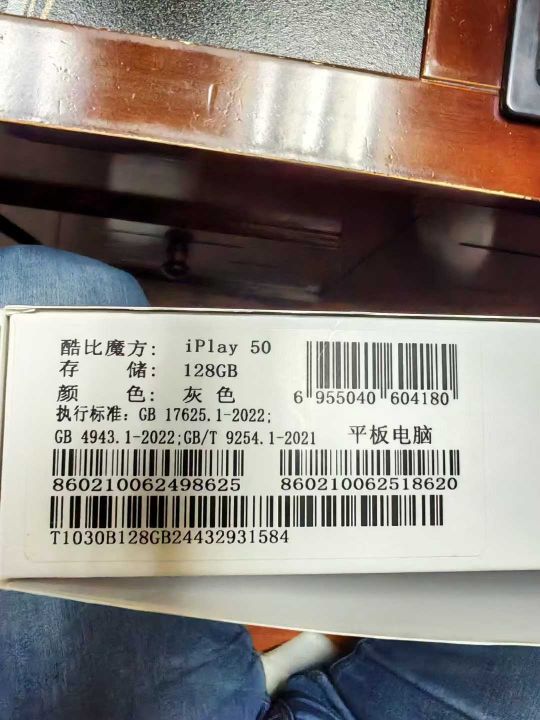 酷比魔方: iPlay 50
存 储: 128GB
颜 色: 灰色
6 955040 604180
执行标准: GB 17625.1-2022;
GB 4943.1-2022;GB/T 9254.1-2021 平板电脑
860210062498625 860210062518620
T1030B128GB24432931584